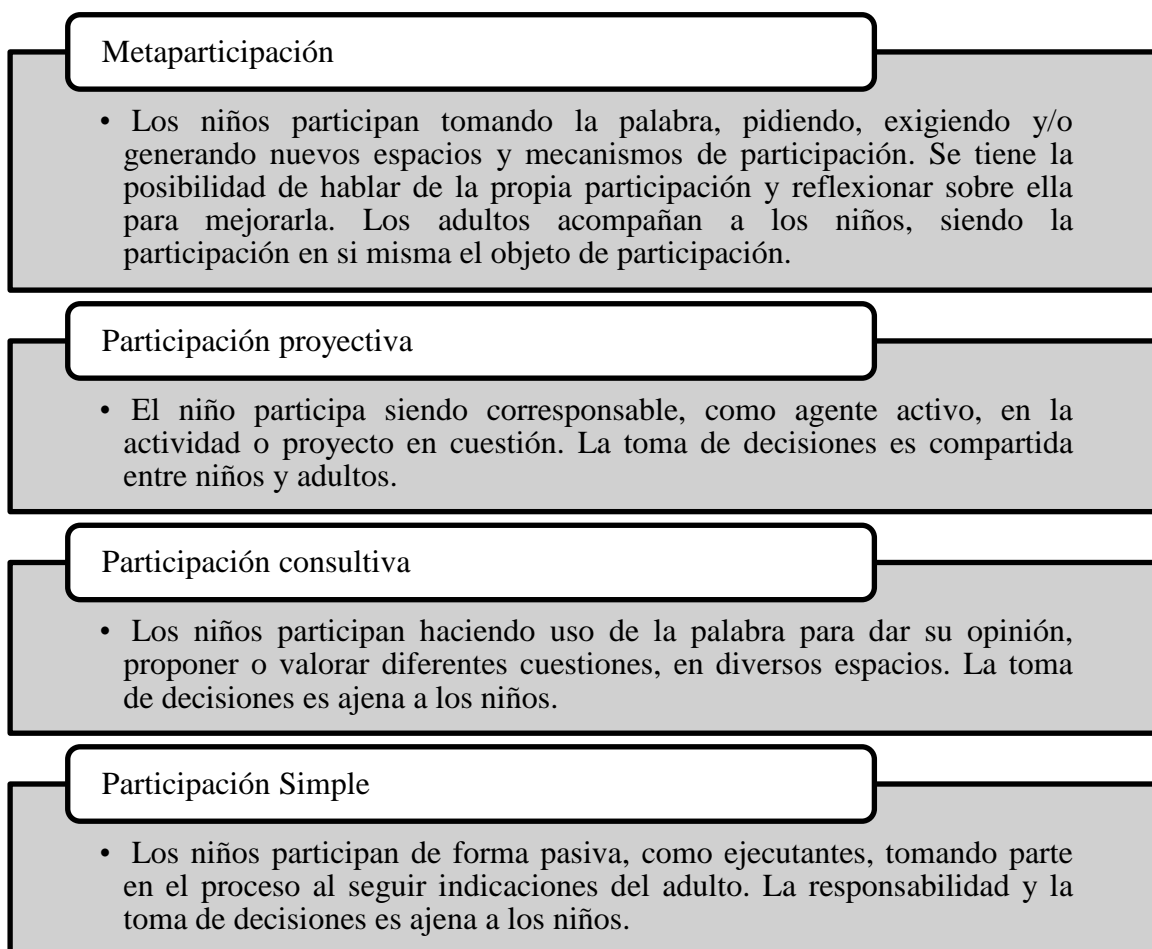 Metaparticipación
• Los niños participan tomando la palabra, pidiendo, exigiendo y/o
generando nuevos espacios y mecanismos de participación. Se tiene la
posibilidad de hablar de la propia participación y reflexionar sobre ella
para mejorarla. Los adultos acompañan a los niños, siendo la
participación en si misma el objeto de participación.
Participación proyectiva
• El niño participa siendo corresponsable, como agente activo, en la
actividad o proyecto en cuestión. La toma de decisiones es compartida
entre niños y adultos.
Participación consultiva
• Los niños participan haciendo uso de la palabra para dar su opinión,
proponer o valorar diferentes cuestiones, en diversos espacios. La toma
de decisiones es ajena a los niños.
Participación Simple
• Los niños participan de forma pasiva, como ejecutantes, tomando parte
en el proceso al seguir indicaciones del adulto. La responsabilidad y la
toma de decisiones es ajena a los niños.